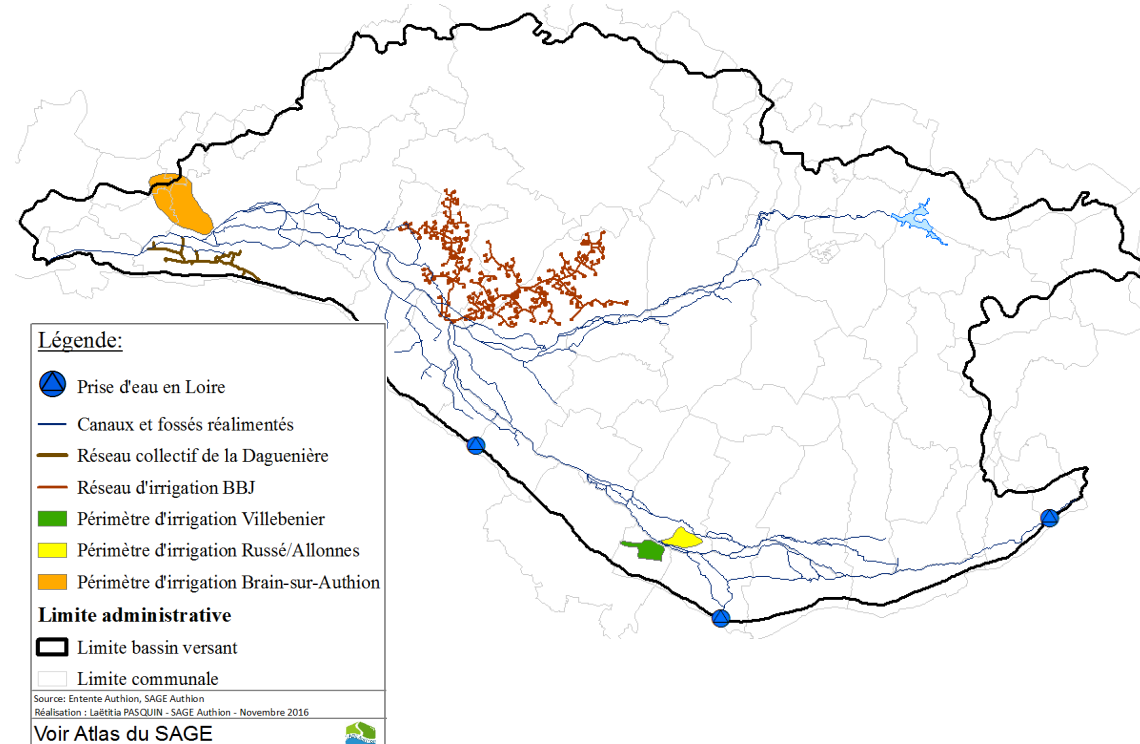 Légende:
Prise d'eau en Loire
Canaux et fossés réalimentés
Réseau collectif de la Daguenière
Réseau d'irrigation BBJ
Périmètre d'irrigation Villebenier
Périmètre d'irrigation Russé/Allonnes
Périmètre d'irrigation Brain-sur-Authion
Limite administrative
Limite bassin versant
Limite communale
Source: Entente Authion, SAGE Authion
Réalisation : Laëtitia PASQUIN - SAGE Authion - Novembre 2016
Voir Atlas du SAGE